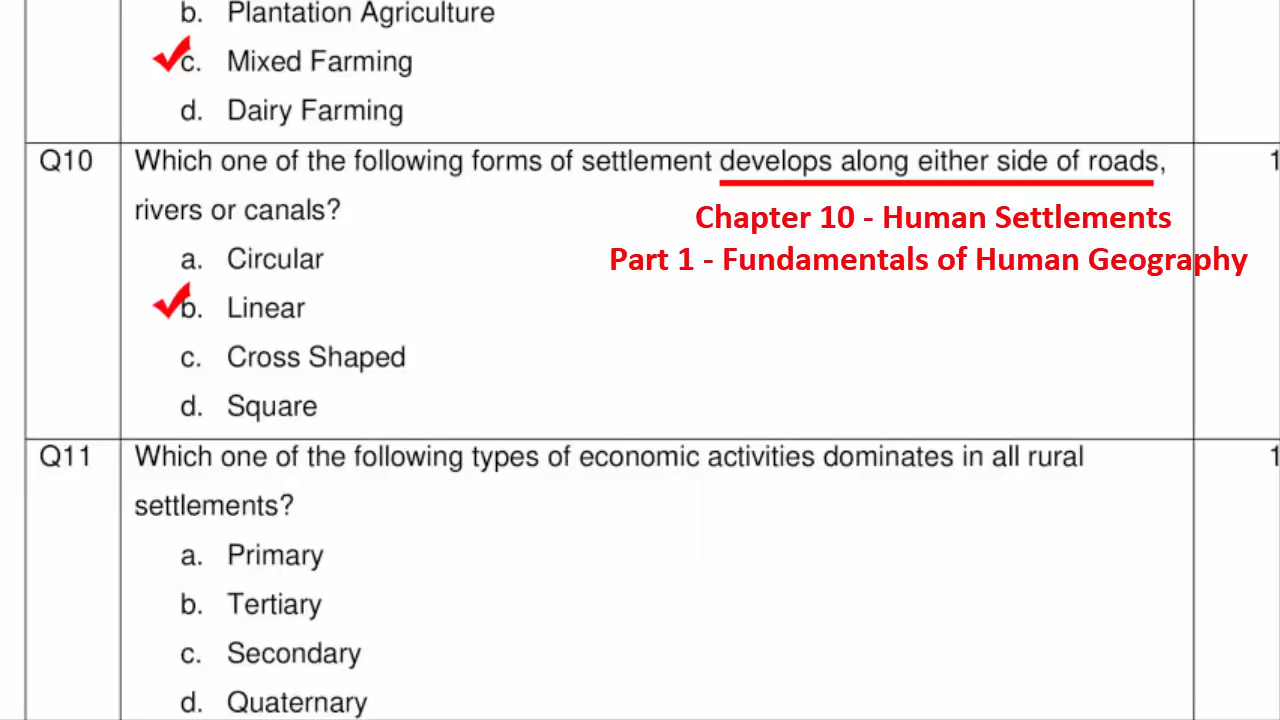 b. Plantation Agriculture
c. Mixed Farming
d. Dairy Farming
Q10 Which one of the following forms of settlement develops along either side of roads, 1
rivers or canals?
Chapter 10 - Human Settlements
Part 1 - Fundamentals of Human Geography
a. Circular
b. Linear
c. Cross Shaped
d. Square
Q11 Which one of the following types of economic activities dominates in all rural 1
settlements?
a. Primary
b. Tertiary
c. Secondary
d. Quaternary